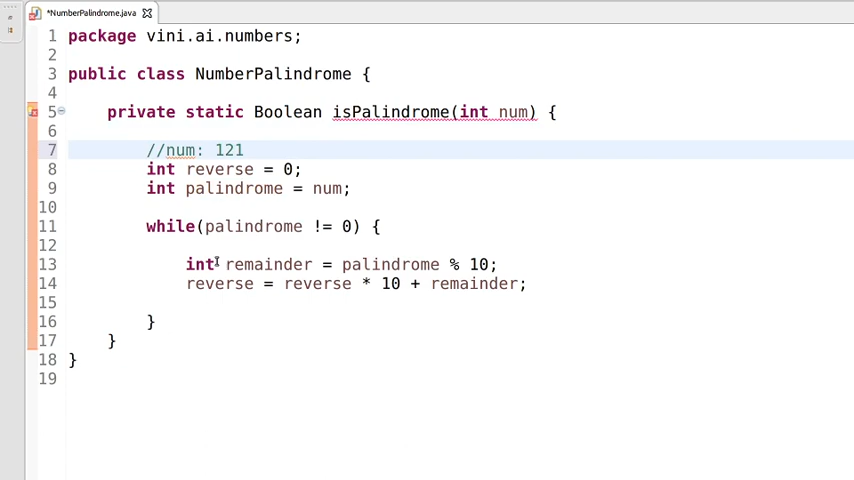 *NumberPalindrome.java
1 package vini.ai.numbers;
2
3 public class NumberPalindrome {
4
5 private static Boolean isPalindrome(int num) {
6
7 //num: 121
8 int reverse = 0;
9 int palindrome = num;
10
11 while(palindrome != 0) {
12
13 int remainder = palindrome % 10;
14 reverse = reverse * 10 + remainder;
15
16 }
17 }
18 }
19